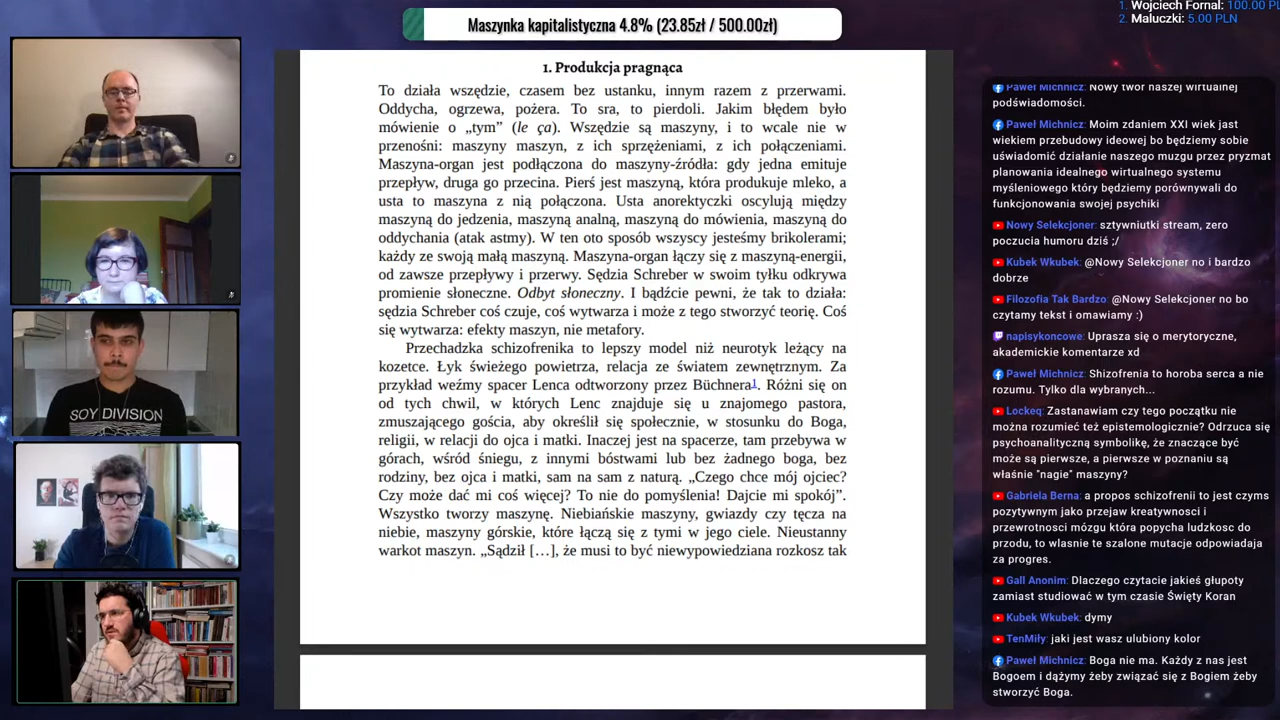 Maszynka kapitalistyczna 4.8% (23.85zł / 500.00zł)
1. Wojciech Fornal: 100.00 PL
2. Maluczki: 5.00 PLN
1. Produkcja pragnąca
To działa wszędzie, czasem bez ustanku, innym razem z przerwami.
Oddycha, ogrzewa, pożera. To sra, to pierdoli. Jakim błędem było
mówienie o „tym” (le ça). Wszędzie są maszyny, i to wcale nie w
przenośni: maszyny maszyn, z ich sprzężeniami, z ich połączeniami.
Maszyna-organ jest podłączona do maszyny-źródła: gdy jedna emituje
przepływ, druga go przecina. Pierś jest maszyną, która produkuje mleko, a
usta to maszyna z nią połączona. Usta anorektyczki oscylują między
maszyną do jedzenia, maszyną analną, maszyną do mówienia, maszyną do
oddychania (atak astmy). W ten oto sposób wszyscy jesteśmy brikolerami;
każdy ze swoją małą maszyną. Maszyna-organ łączy się z maszyną-energii,
od zawsze przepływy i przerwy. Sędzia Schreber w swoim tyłku odkrywa
promienie słoneczne. Odbyt słoneczny. I bądźcie pewni, że tak to działa:
sędzia Schreber coś czuje, coś wytwarza i może z tego stworzyć teorię. Coś
się wytwarza: efekty maszyn, nie metafory.
Przechadzka schizofrenika to lepszy model niż neurotyk leżący na
kozetce. Łyk świeżego powietrza, relacja ze światem zewnętrznym. Za
przykład weźmy spacer Lenca odtworzony przez Büchnera1. Różni się on
od tych chwil, w których Lenc znajduje się u znajomego pastora,
zmuszającego gościa, aby określił się społecznie, w stosunku do Boga,
religii, w relacji do ojca i matki. Inaczej jest na spacerze, tam przebywa w
górach, wśród śniegu, z innymi bóstwami lub bez żadnego boga, bez
rodziny, bez ojca i matki, sam na sam z naturą. „Czego chce mój ojciec?
Czy może dać mi coś więcej? To nie do pomyślenia! Dajcie mi spokój”.
Wszystko tworzy maszynę. Niebiańskie maszyny, gwiazdy czy tęcza na
niebie, maszyny górskie, które łączą się z tymi w jego ciele. Nieustanny
warkot maszyn. „Sądził […], że musi to być niewypowiedziana rozkosz tak
SOY DIVISION
Paweł Michnicz: Nowy twór naszej wirtualnej
podświadomości.
Paweł Michnicz: Moim zdaniem XXI wiek jast
wiekiem przebudowy ideowej bo będziemy sobie
uświadomić działanie naszego muzgu przez pryzmat
planowania idealnego wirtualnego systemu
myśleniowego który będziemy porównywali do
funkcjonowania swojej psychiki
Nowy Selekcjoner: sztywniutki stream, zero
poczucia humoru dziś ;/
Kubek Wkubek: @Nowy Selekcjoner no i bardzo
dobrze
Filozofia Tak Bardzo: @Nowy Selekcjoner no bo
czytamy tekst i omawiamy :)
napisykoncowe: Uprasza się o merytoryczne,
akademickie komentarze xd
Paweł Michnicz: Shizofrenia to horoba serca a nie
rozumu. Tylko dla wybranych...
Lockeq: Zastanawiam czy tego początku nie
można rozumieć też epistemologicznie? Odrzuca się
psychoanalityczną symbolikę, że znaczące być
może są pierwsze, a pierwsze w poznaniu są
właśnie "nagie" maszyny?
Gabriela Berna: a propos schizofrenii to jest czyms
pozytywnym jako przejaw kreatywnosci i
przewrotnosci mózgu która popycha ludzkosc do
przodu, to wlasnie te szalone mutacje odpowiadaja
za progres.
Gall Anonim: Dlaczego czytacie jakieś głupoty
zamiast studiować w tym czasie Święty Koran
Kubek Wkubek: dymy
TenMiły: jaki jest wasz ulubiony kolor
Paweł Michnicz: Boga nie ma. Każdy z nas jest
Bogoem i dążymy żeby związać się z Bogiem żeby
stworzyć Boga.